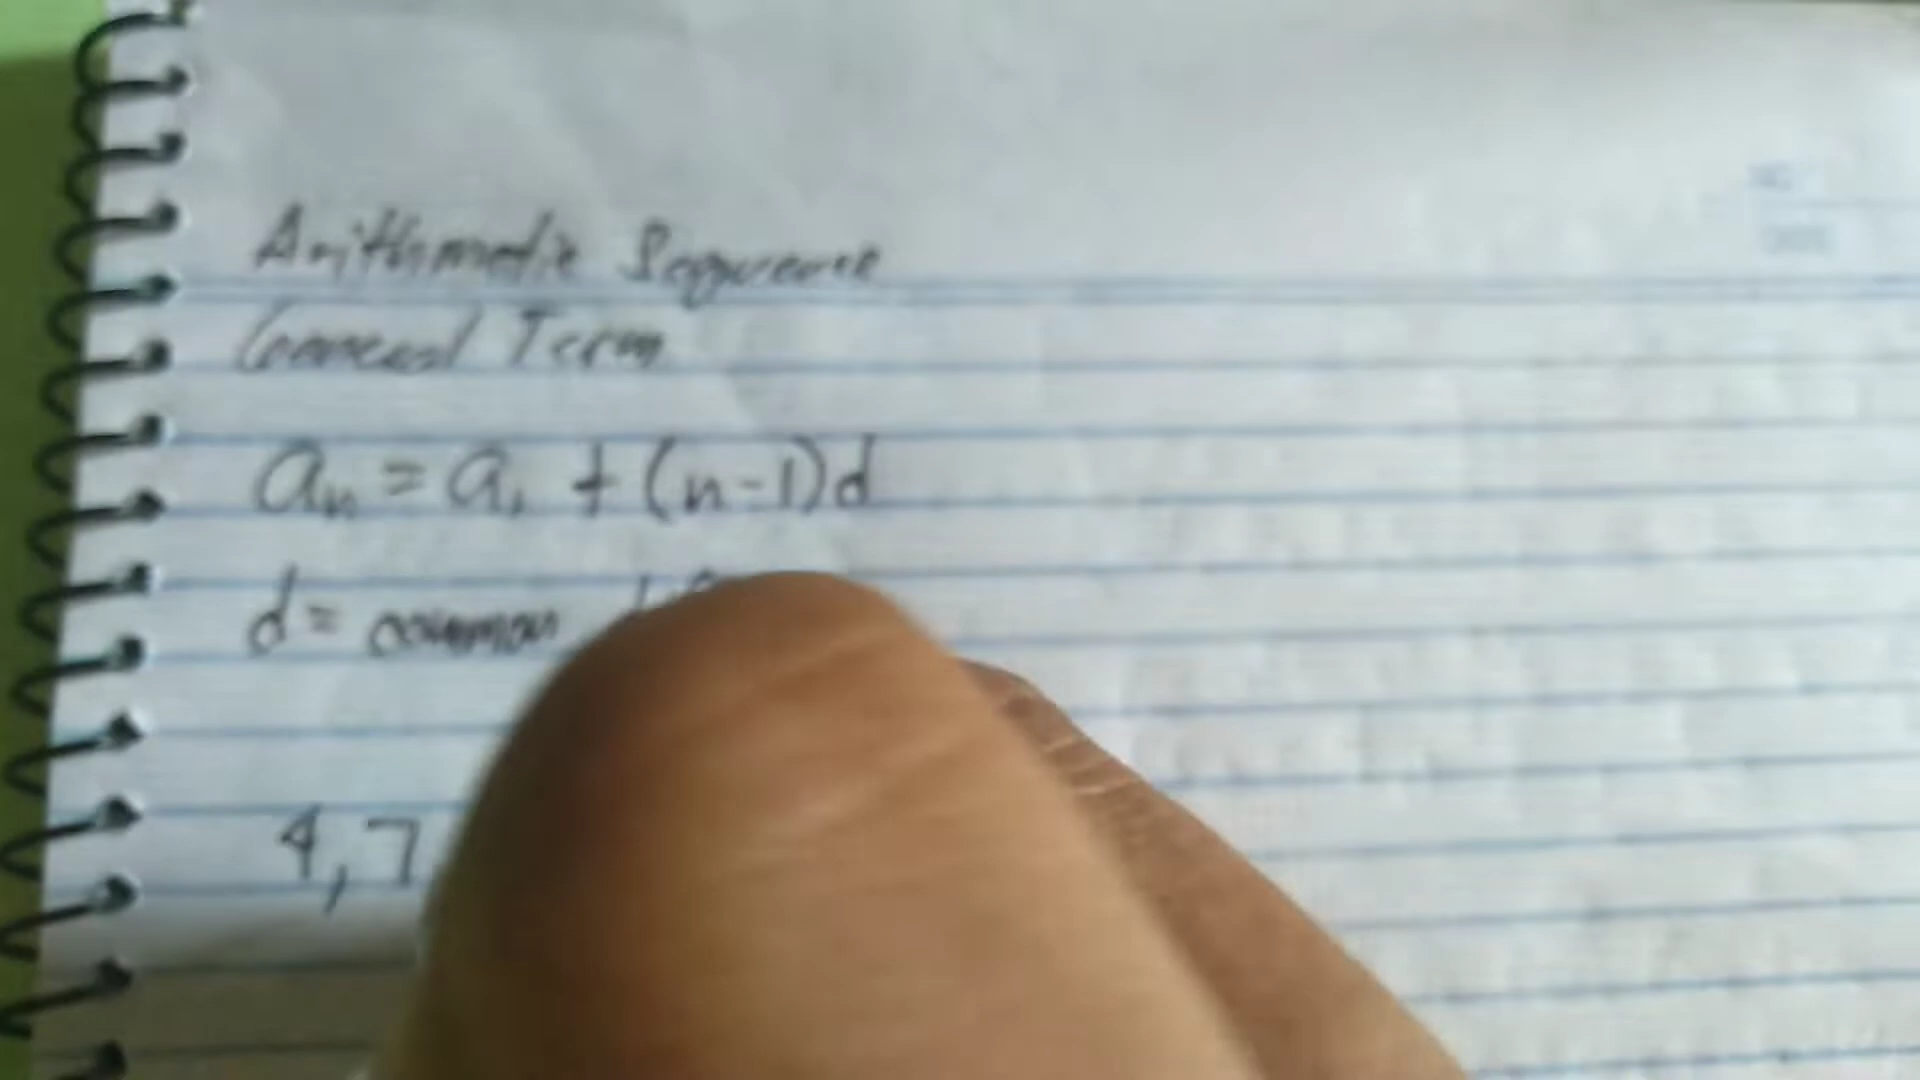 Arithmetic Sequence
General Term
aₙ = a₁ + (n-1)d
d = common
4, 7